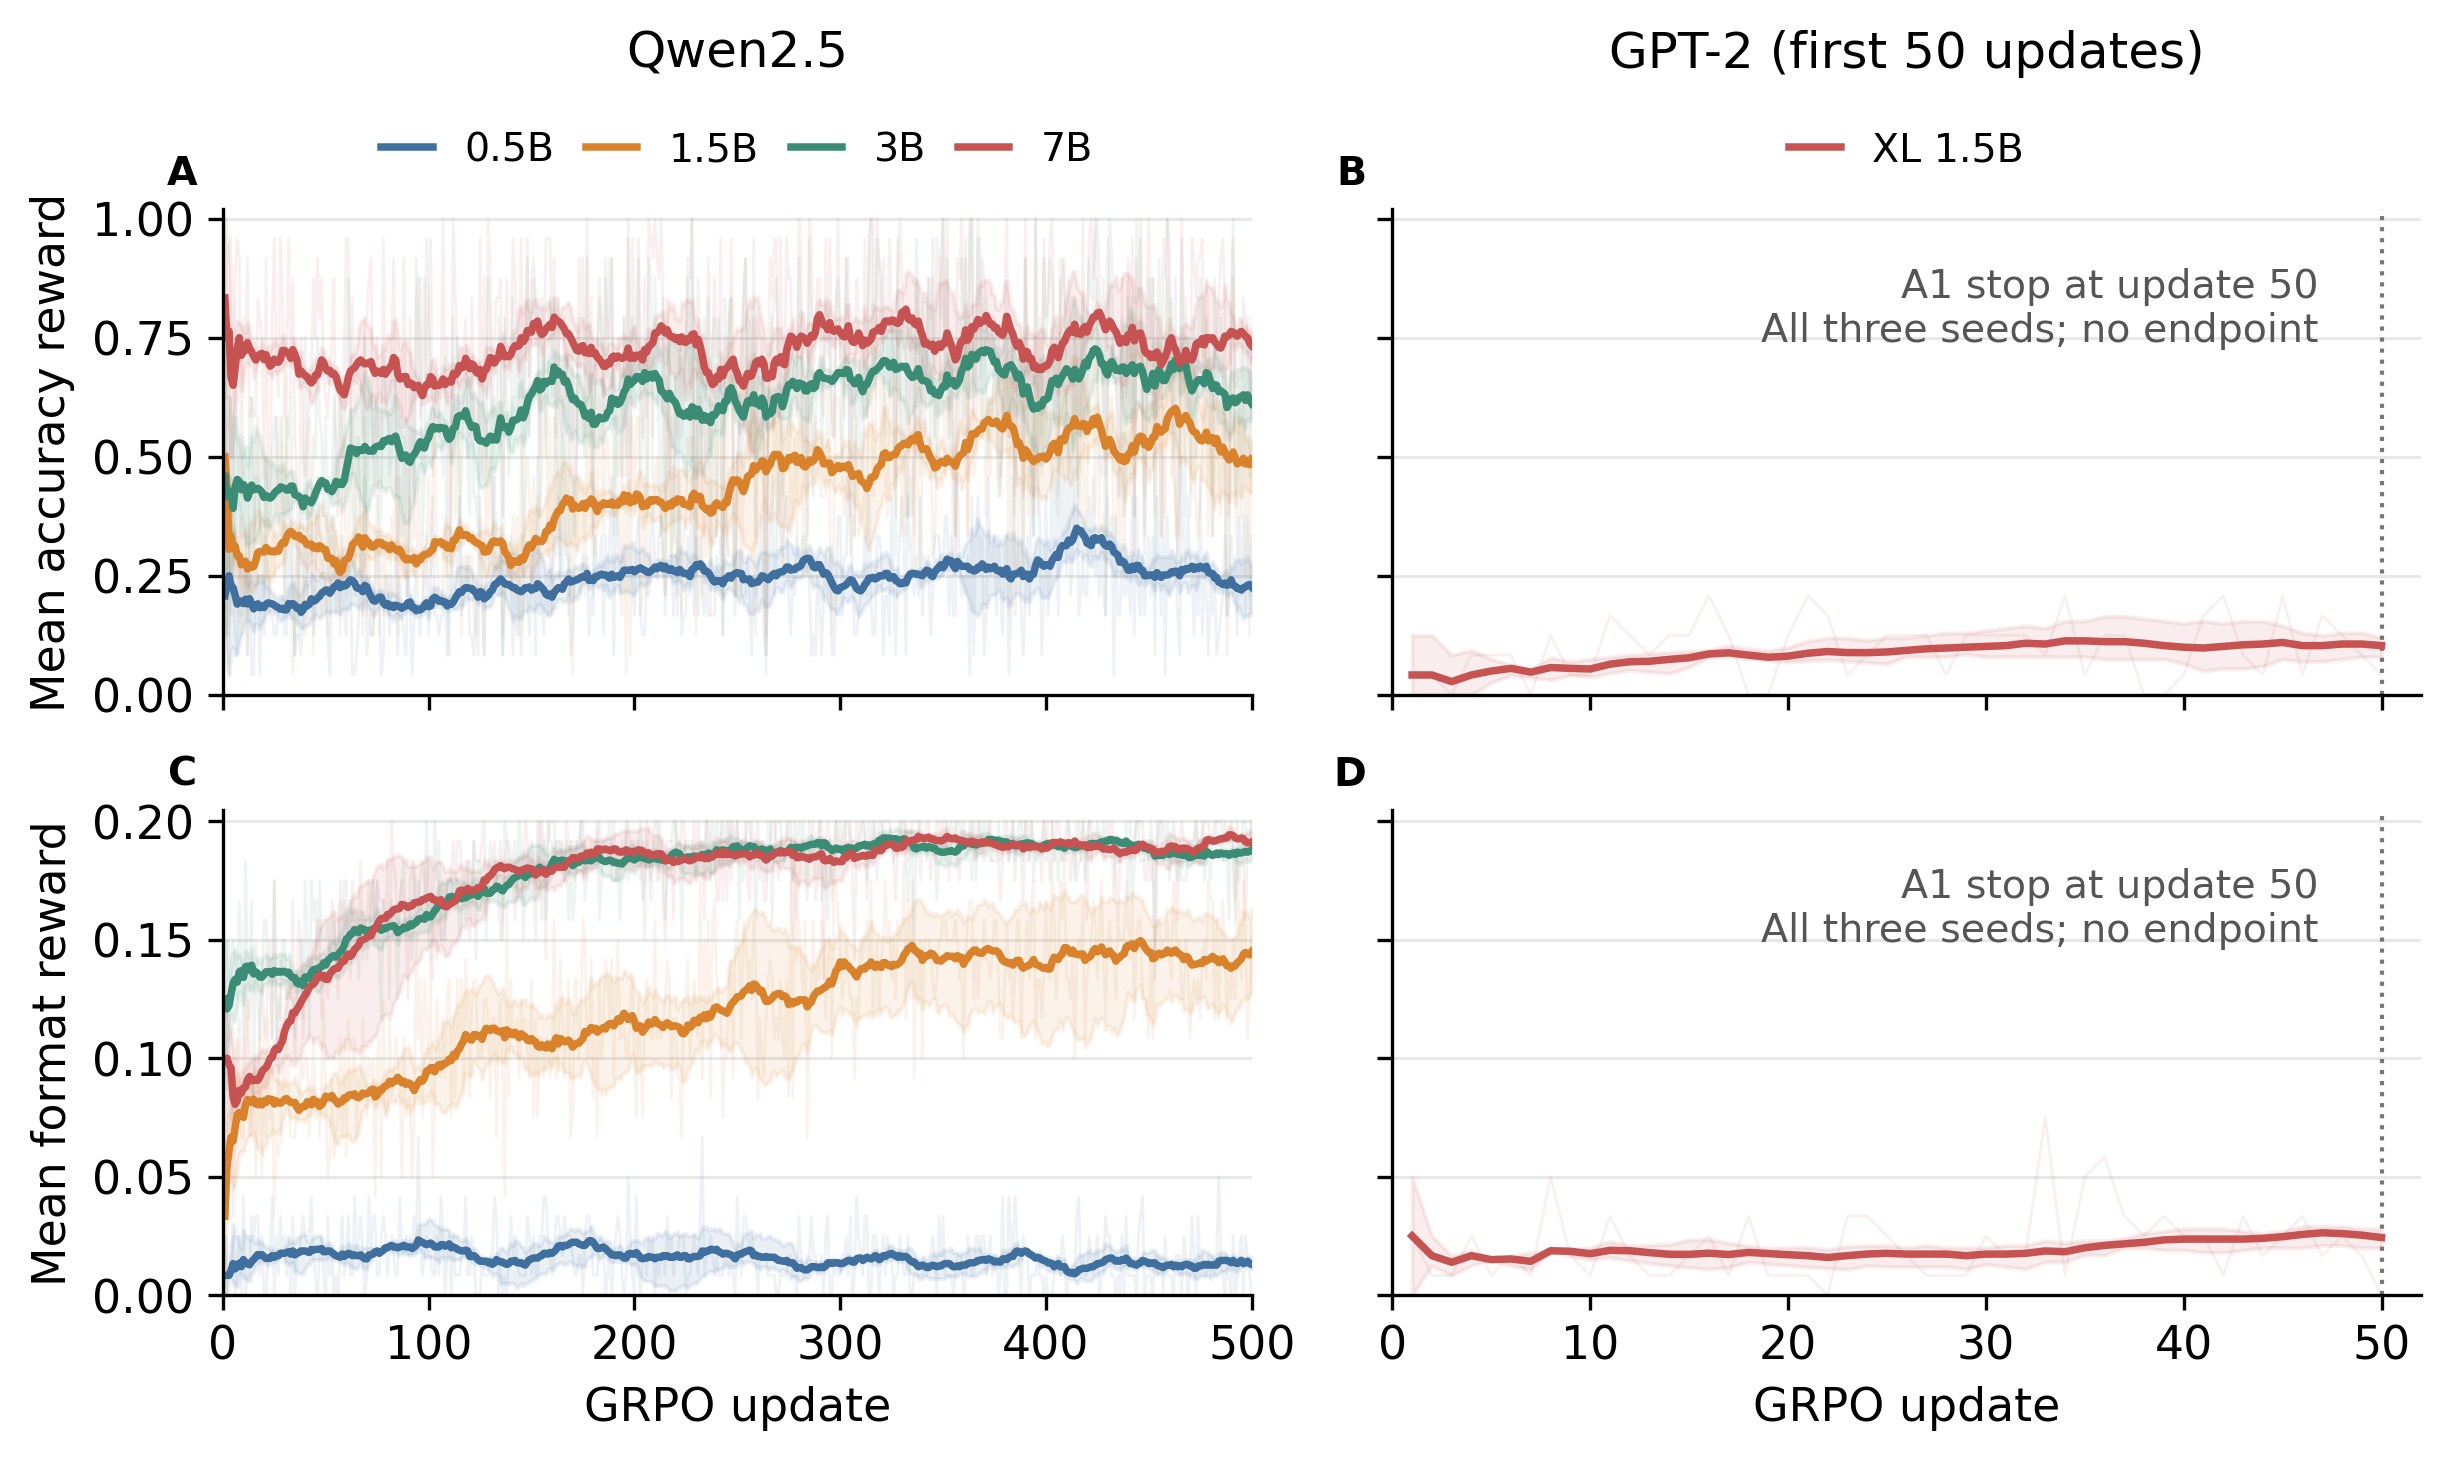 Qwen2.5
GPT-2 (first 50 updates)
0.5B 1.5B 3B 7B
XL 1.5B
A
B
Mean accuracy reward
1.00
0.75
0.50
0.25
0.00
A1 stop at update 50
All three seeds; no endpoint
C
D
Mean format reward
0.20
0.15
0.10
0.05
0.00
A1 stop at update 50
All three seeds; no endpoint
0 100 200 300 400 500
0 10 20 30 40 50
GRPO update
GRPO update